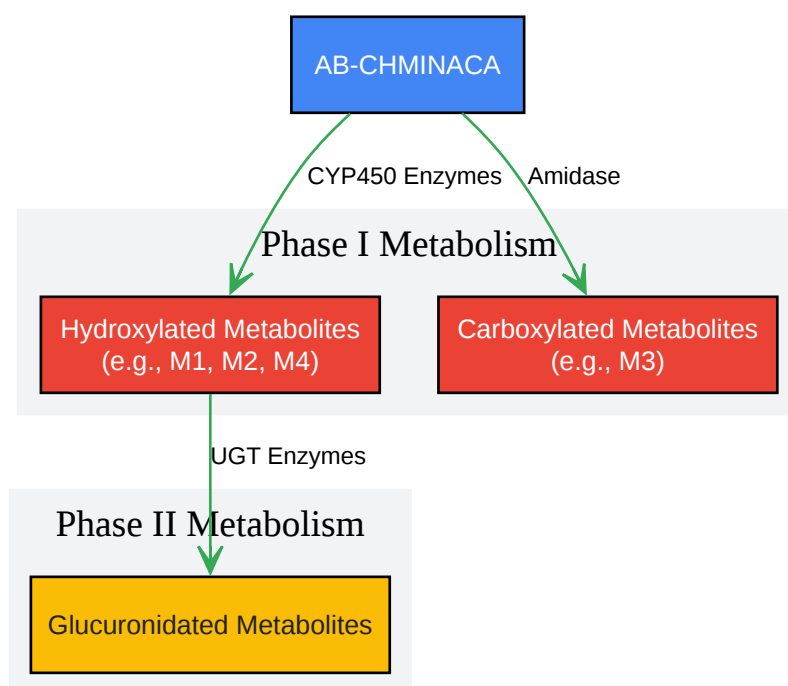 AB-CHMINACA
CYP450 Enzymes
Amidase
Phase I Metabolism
Hydroxylated Metabolites
(e.g., M1, M2, M4)
Carboxylated Metabolites
(e.g., M3)
UGT Enzymes
Phase II Metabolism
Glucuronidated Metabolites